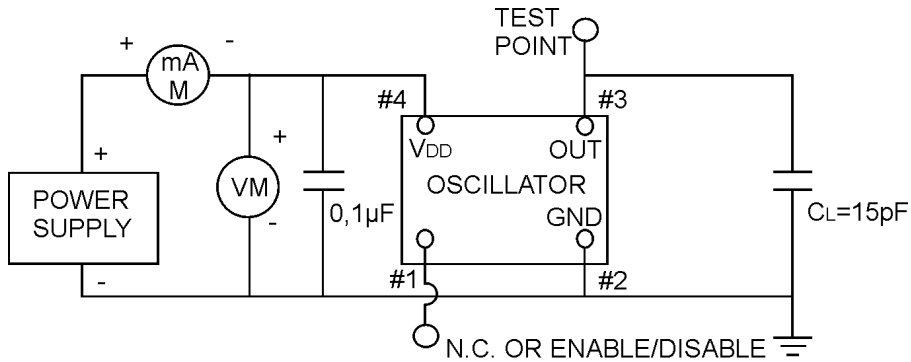 TEST
POINT
+ -
mA
M
#4
#3
+
+
VDD
OUT
POWER
SUPPLY
VM
OSCILLATOR
0,1µF
GND
CL=15pF
-
-
#1
#2
N.C. OR ENABLE/DISABLE